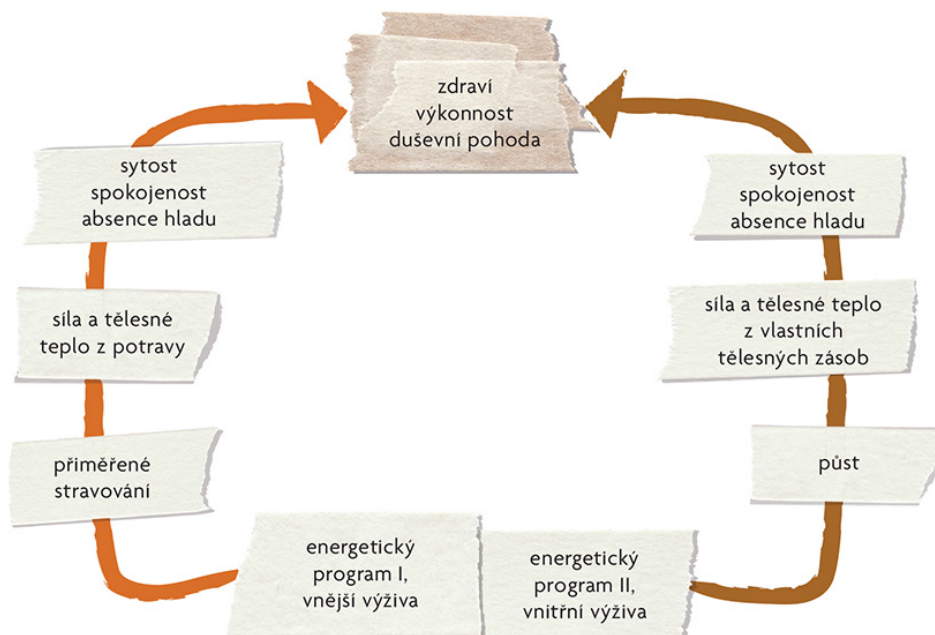 zdraví
výkonnost
duševní pohoda
sytost
spokojenost
absence hladu
síla a tělesné
teplo z potravy
přiměřené
stravování
energetický
program I,
vnější výživa
energetický
program II,
vnitřní výživa
půst
síla a tělesné teplo
z vlastních
tělesných zásob
sytost
spokojenost
absence hladu